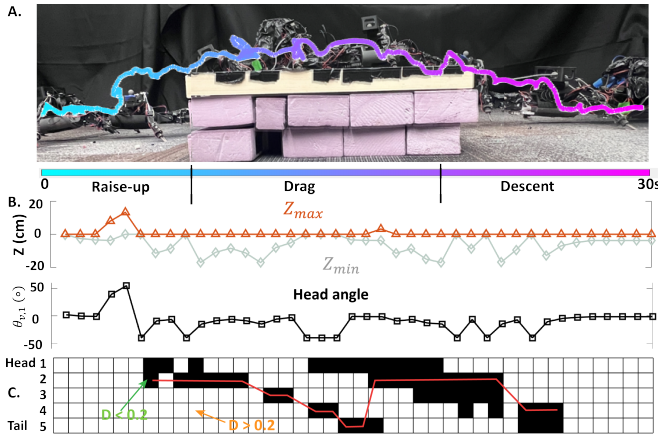 A.
0
Raise-up
Drag
Descent
30s
B.
Z (cm)
20
0
-20
Z_max
Z_min
θ_v,1 (∘)
50
0
-50
Head angle
C.
Head 1
2
3
4
Tail 5
D < 0.2
D > 0.2